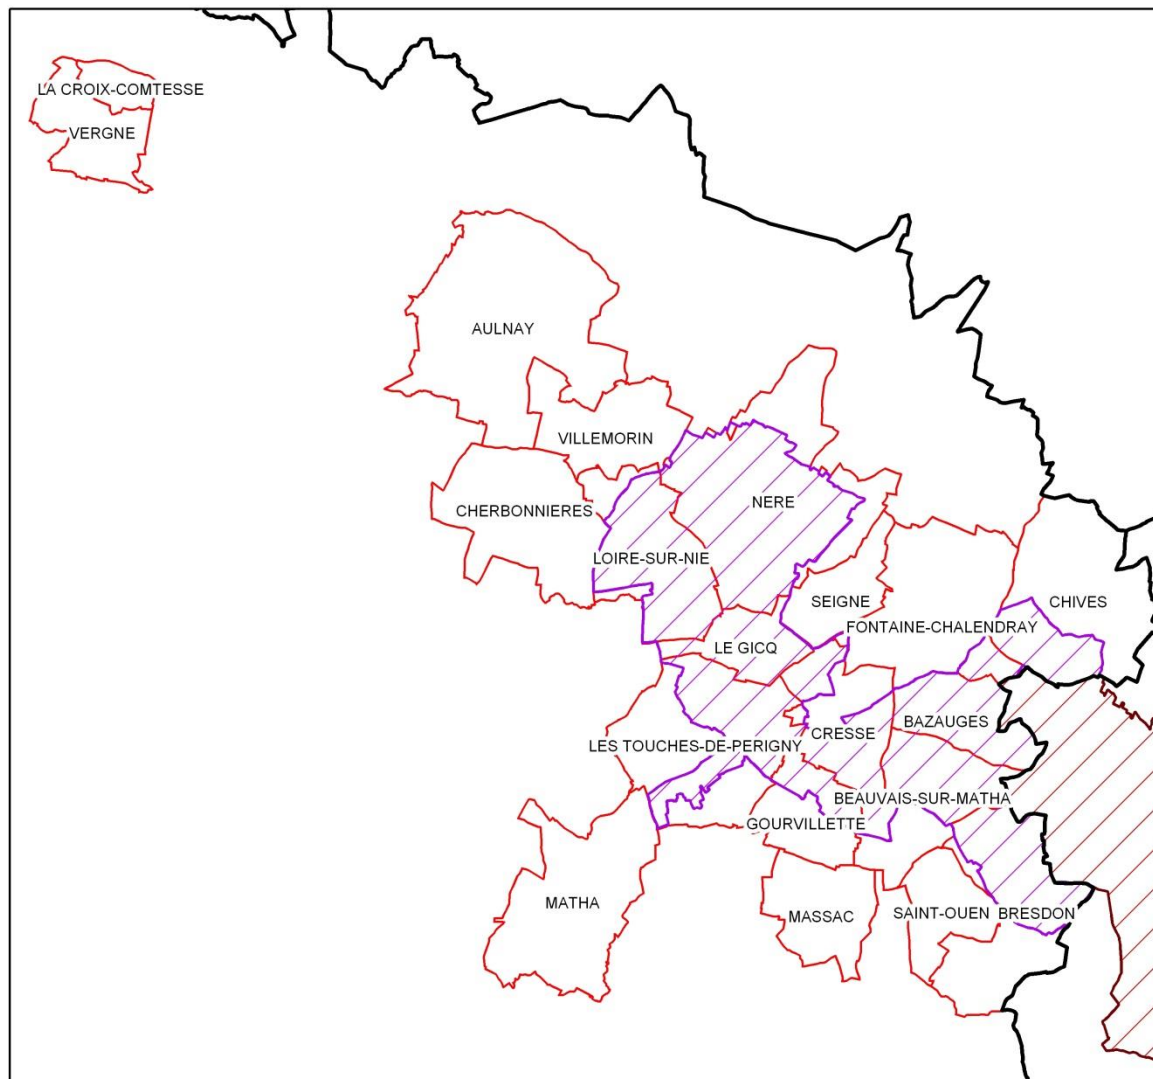 LA CROIX-COMTESSE
VERGNE
AULNAY
VILLEMORIN
NERE
CHERBONNIERES
LOIRE-SUR-NIE
SEIGNE
CHIVES
FONTAINE-CHALENDRAY
LE GICQ
BAZAUGES
CRESSE
LES TOUCHES-DE-PERIGNY
BEAUVAIS-SUR-MATHA
GOURVILLETTE
MATHA
SAINT-OUEN
BRESDON
MASSAC